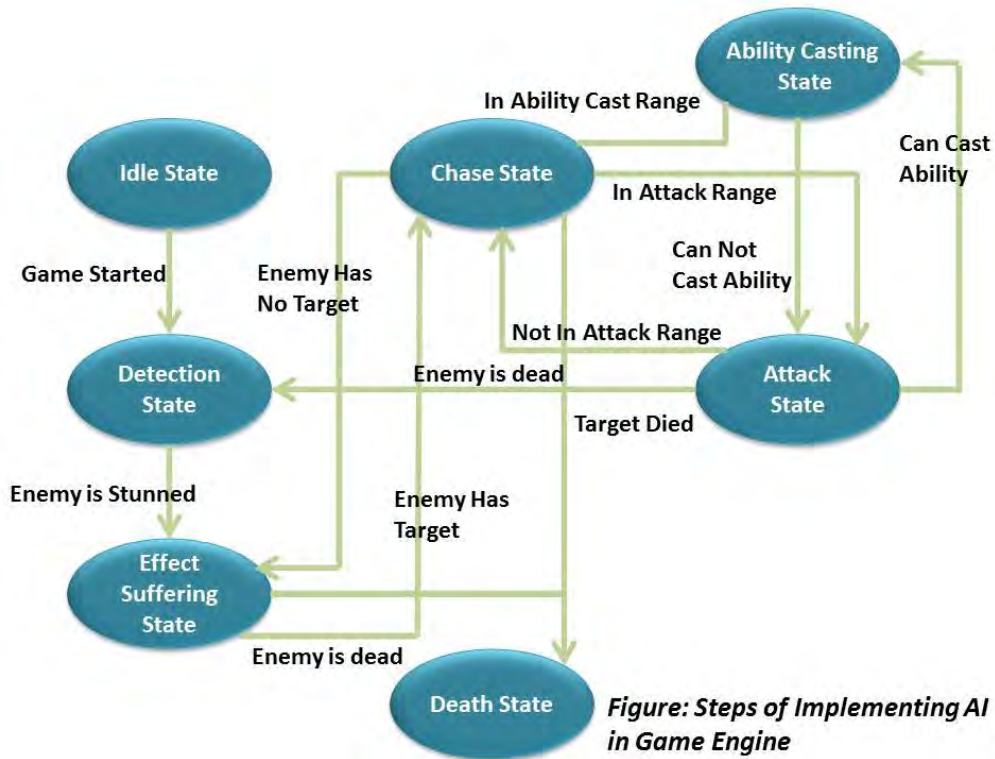 Ability Casting
State
In Ability Cast Range
Can Cast
Ability
Idle State
Chase State
In Attack Range
Can Not
Cast Ability
Game Started
Enemy Has
No Target
Not In Attack Range
Detection
State
Enemy is dead
Attack
State
Target Died
Enemy is Stunned
Enemy Has
Target
Effect
Suffering
State
Enemy is dead
Death State
Figure: Steps of Implementing AI
in Game Engine